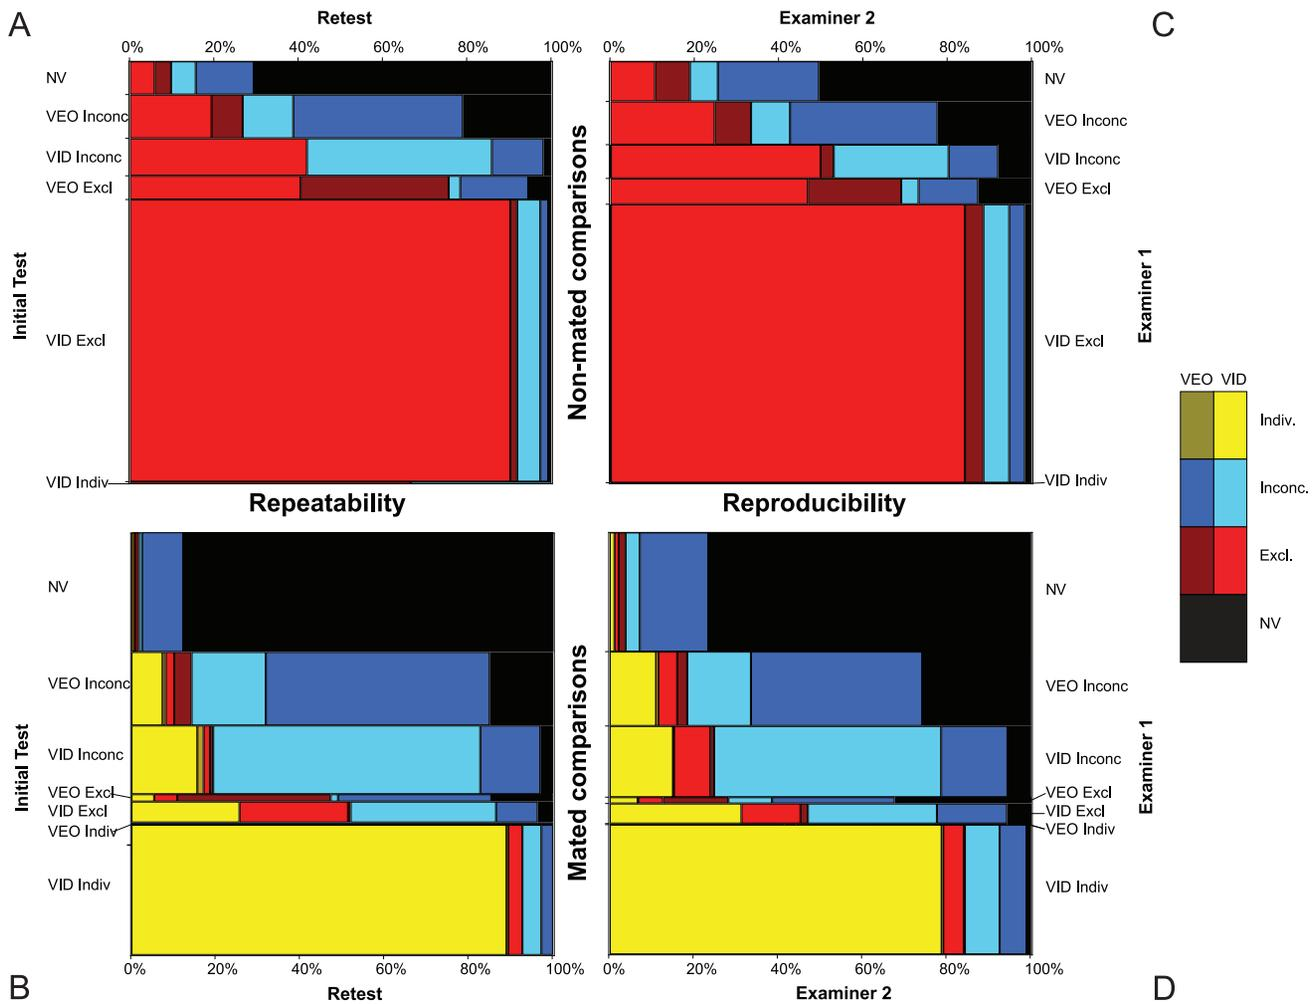 A
Retest
Examiner 2
C
0% 20% 40% 60% 80% 100%
0% 20% 40% 60% 80% 100%
NV
VEO Inconc
VID Inconc
VEO Excl
VID Excl
VID Indiv
Initial Test
Non-mated comparisons
NV
VEO Inconc
VID Inconc
VEO Excl
VID Excl
VID Indiv
Examiner 1
Repeatability
Reproducibility
VEO VID
Indiv.
Inconc.
Excl.
NV
NV
VEO Inconc
VID Inconc
VEO Excl
VID Excl
VEO Indiv
VID Indiv
Initial Test
Mated comparisons
NV
VEO Inconc
VID Inconc
VEO Excl
VID Excl
VEO Indiv
VID Indiv
Examiner 1
0% 20% 40% 60% 80% 100%
0% 20% 40% 60% 80% 100%
B
Retest
Examiner 2
D